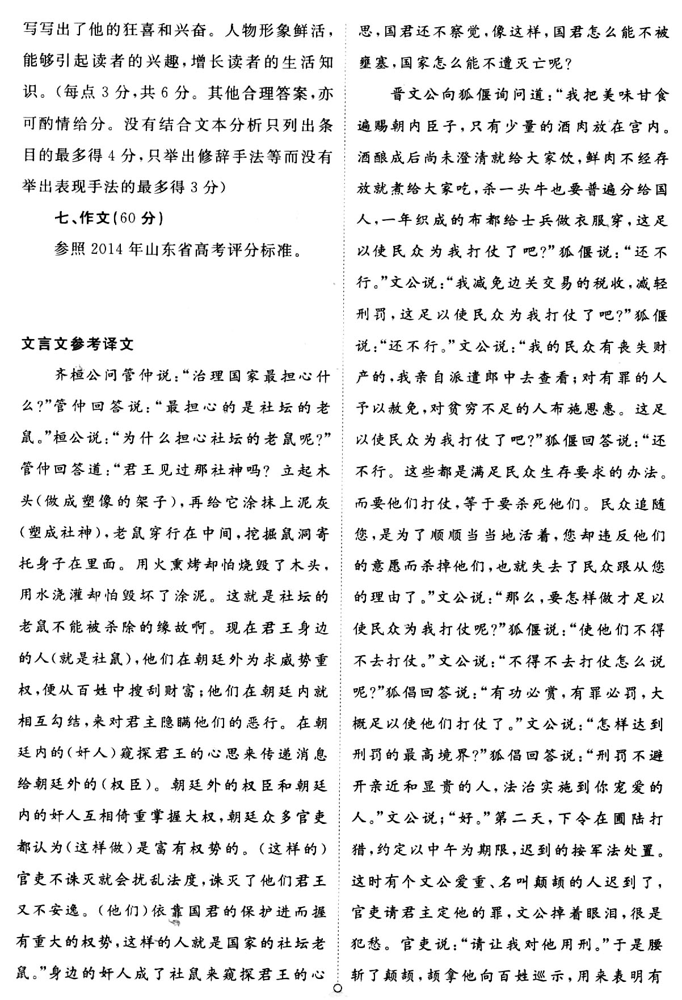 写写出了他的狂喜和兴奋。人物形象鲜活，
能够引起读者的兴趣，增长读者的生活知
识。（每点 3 分，共 6 分。其他合理答案，亦
可酌情给分。没有结合文本分析只列出条
目的最多得 4 分，只举出修辞手法等而没有
举出表现手法的最多得 3 分）
七、作文（60 分）
参照 2014 年山东省高考评分标准。
文言文参考译文
齐桓公问管仲说：“治理国家最担心什
么？”管仲回答说：“最担心的是社坛的老
鼠。”桓公说：“为什么担心社坛的老鼠呢？”
管仲回答道：“君王见过那社神吗？立起木
头（做成塑像的架子），再给它涂抹上泥灰
（塑成社神），老鼠穿行在中间，挖掘鼠洞寄
托身子在里面。用火熏烤却怕烧毁了木头，
用水浇灌却怕毁坏了涂泥。这就是社坛的
老鼠不能被杀除的缘故啊。现在君王身边
的人（就是社鼠），他们在朝廷外为求威势重
权，便从百姓中搜刮财富；他们在朝廷内就
相互勾结，来对君主隐瞒他们的恶行。在朝
廷内的（奸人）窥探君王的心思来传递消息
给朝廷外的（权臣）。朝廷外的权臣和朝廷
内的奸人互相倚重掌握大权，朝廷众多官吏
都认为（这样做）是富有权势的。（这样的）
官吏不诛灭就会扰乱法度，诛灭了他们君王
又不安逸。（他们）依靠国君的保护进而握
有重大的权势，这样的人就是国家的社坛老
鼠。”身边的奸人成了社鼠来窥探君王的心
思，国君还不察觉，像这样，国君怎么能不被
壅塞，国家怎么能不遭灭亡呢？
晋文公向狐偃询问道：“我把美味甘食
遍赐朝内臣子，只有少量的酒肉放在宫内。
酒酿成后尚未澄清就给大家饮，鲜肉不经存
放就煮给大家吃，杀一头牛也要普遍分给国
人，一年织成的布都给士兵做衣服穿，这足
以使民众为我打仗了吧？”狐偃说：“还不
行。”文公说：“我减免边关交易的税收，减轻
刑罚，这足以使民众为我打仗了吧？”狐偃
说：“还不行。”文公说：“我的民众有丧失财
产的，我亲自派遣郎中去查看；对有罪的人
予以赦免，对贫穷不足的人布施恩惠。这足
以使民众为我打仗了吧？”狐偃回答说：“还
不行。这些都是满足民众生存要求的办法。
而要他们打仗，等于要杀死他们。民众追随
您，是为了顺顺当当地活着，您却违反他们
的意愿而杀掉他们，也就失去了民众跟从您
的理由了。”文公说：“那么，要怎样做才足以
使民众为我打仗呢？”狐偃说：“使他们不得
不去打仗。”文公说：“不得不去打仗怎么说
呢？”狐倡回答说：“有功必赏，有罪必罚，大
概足以使他们打仗了。”文公说：“怎样达到
刑罚的最高境界？”狐倡回答说：“刑罚不避
开亲近和显贵的人，法治实施到你宠爱的
人。”文公说；“好。”第二天，下令在圃陆打
猎，约定以中午为期限，迟到的按军法处置。
这时有个文公爱重、名叫颠颉的人迟到了，
官吏请君主定他的罪，文公掉着眼泪，很是
犯愁。官吏说：“请让我对他用刑。”于是腰
斩了颠颉，颉拿他向百姓巡示，用来表明有